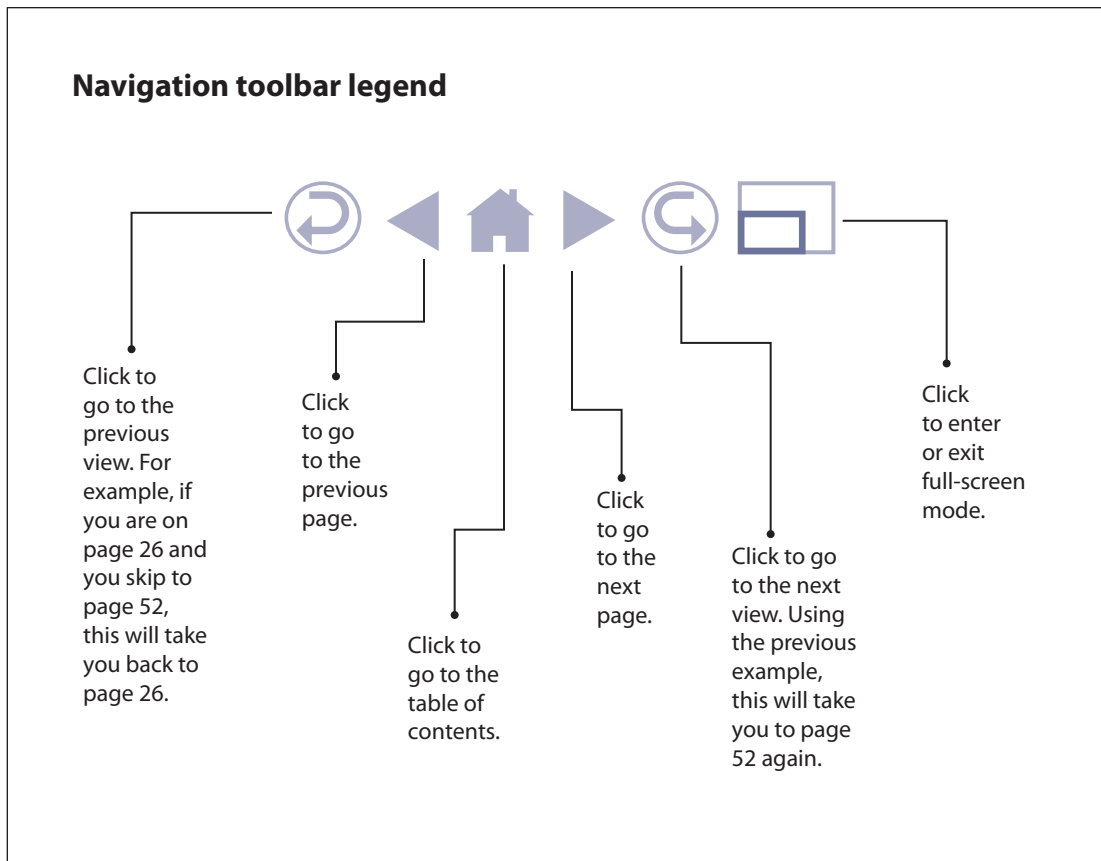 Navigation toolbar legend
Click to
go to the
previous
view. For
example, if
you are on
page 26 and
you skip to
page 52,
this will take
you back to
page 26.
Click
to go
to the
previous
page.
Click to
go to the
table of
contents.
Click
to go
to the
next
page.
Click to go
to the next
view. Using
the previous
example,
this will take
you to page
52 again.
Click
to enter
or exit
full-screen
mode.